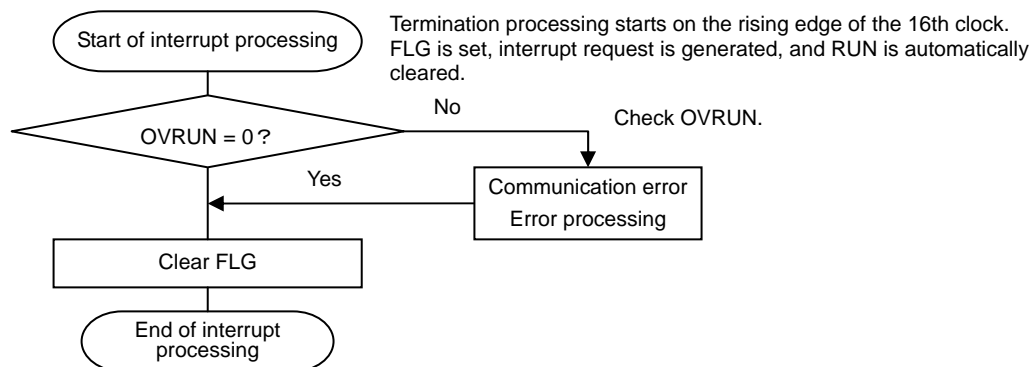 Start of interrupt processing
Termination processing starts on the rising edge of the 16th clock.
FLG is set, interrupt request is generated, and RUN is automatically
cleared.
No
Check OVRUN.
OVRUN = 0？
Yes
Communication error
Error processing
Clear FLG
End of interrupt
processing